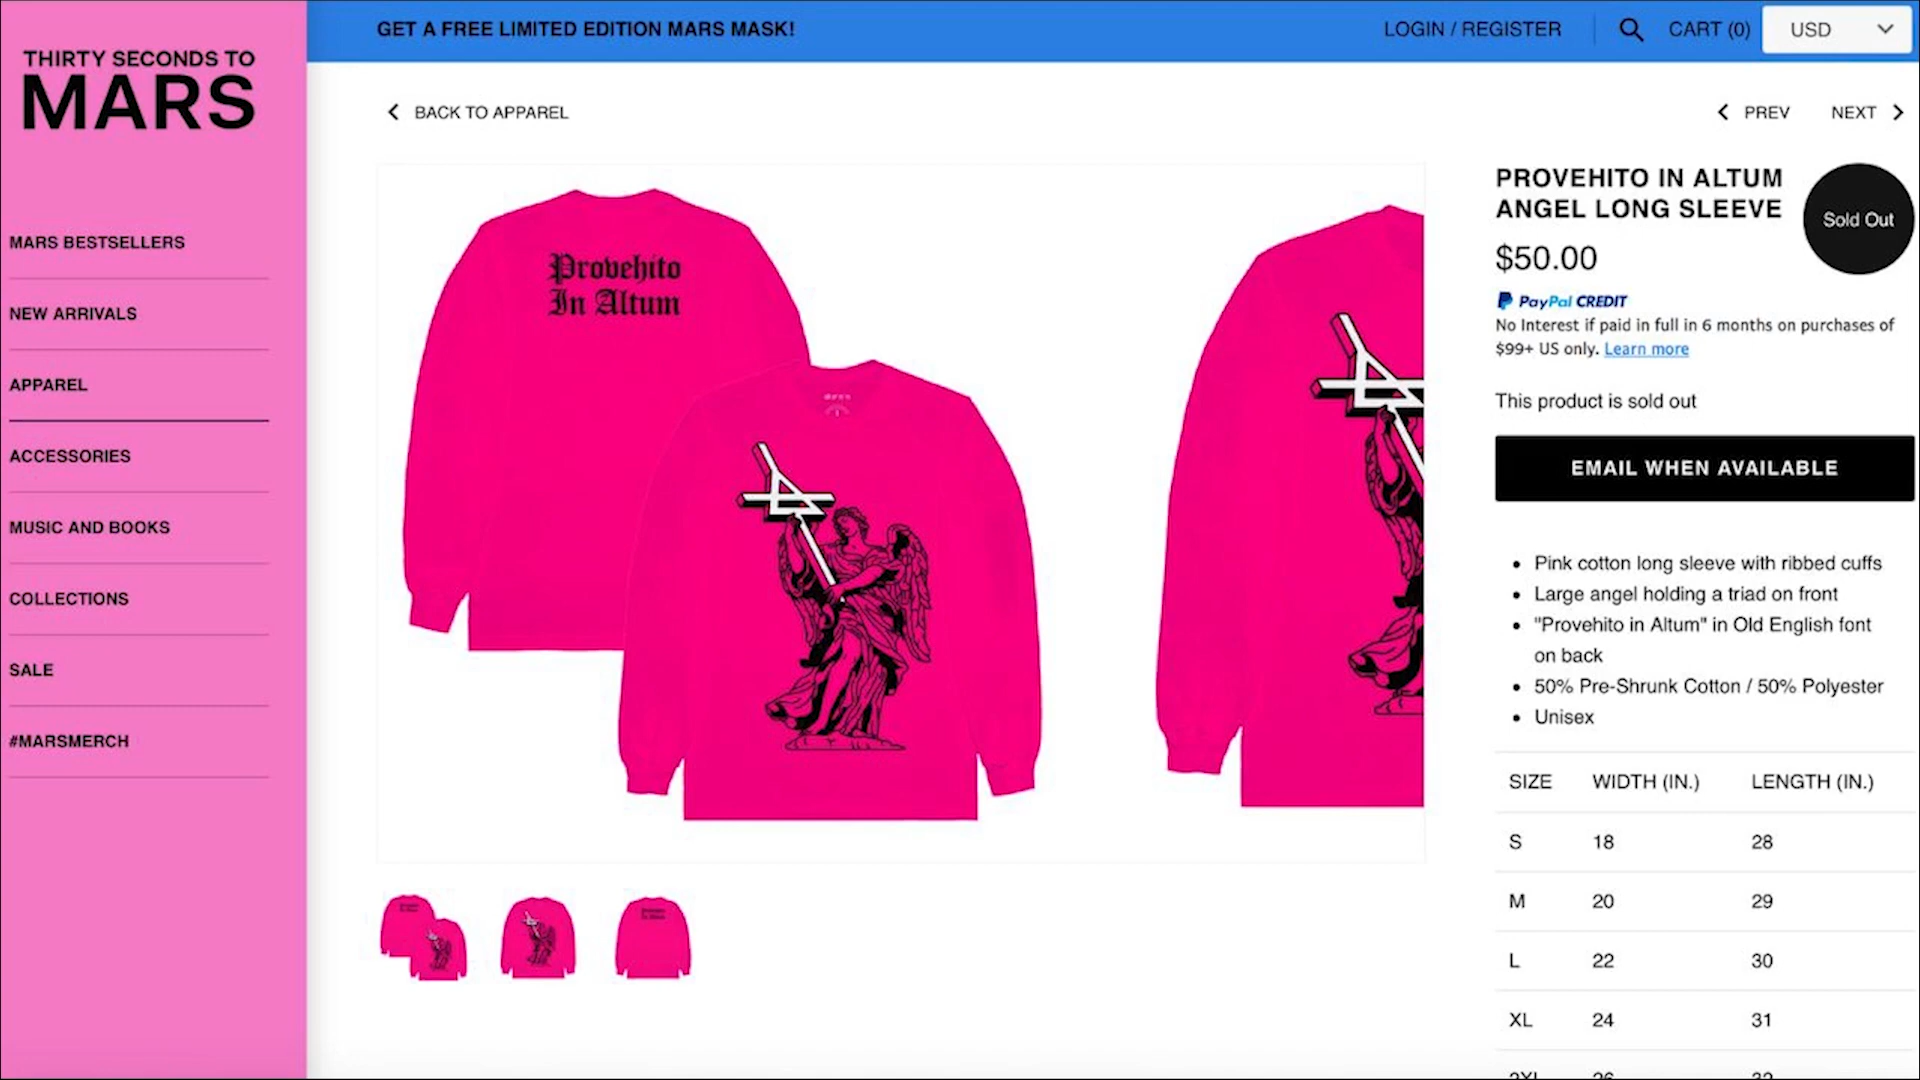 THIRTY SECONDS TO
MARS
MARS BESTSELLERS
NEW ARRIVALS
APPAREL
ACCESSORIES
MUSIC AND BOOKS
COLLECTIONS
SALE
#MARSMERCH
GET A FREE LIMITED EDITION MARS MASK!
LOGIN / REGISTER
CART (0)
USD
BACK TO APPAREL
PREV
NEXT
Provehito
In Altum
PROVEHITO IN ALTUM
ANGEL LONG SLEEVE
Sold Out
$50.00
PayPal CREDIT
No Interest if paid in full in 6 months on purchases of
$99+ US only. Learn more
This product is sold out
EMAIL WHEN AVAILABLE
• Pink cotton long sleeve with ribbed cuffs
• Large angel holding a triad on front
• "Provehito in Altum" in Old English font
on back
• 50% Pre-Shrunk Cotton / 50% Polyester
• Unisex
SIZE WIDTH (IN.) LENGTH (IN.)
S 18 28
M 20 29
L 22 30
XL 24 31
2XL 26 32